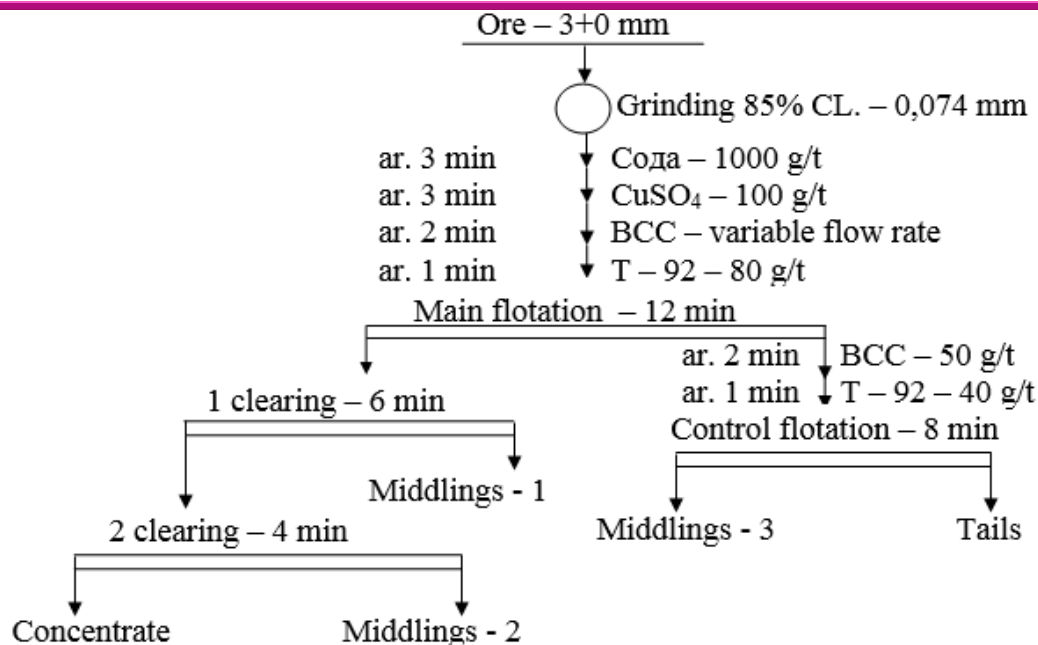 Ore – 3+0 mm
Grinding 85% CL. – 0,074 mm
ar. 3 min Сода – 1000 g/t
ar. 3 min CuSO₄ – 100 g/t
ar. 2 min BCC – variable flow rate
ar. 1 min T – 92 – 80 g/t
Main flotation – 12 min
ar. 2 min BCC – 50 g/t
ar. 1 min T – 92 – 40 g/t
1 clearing – 6 min
Control flotation – 8 min
Middlings - 1
2 clearing – 4 min
Middlings - 3
Tails
Concentrate
Middlings - 2